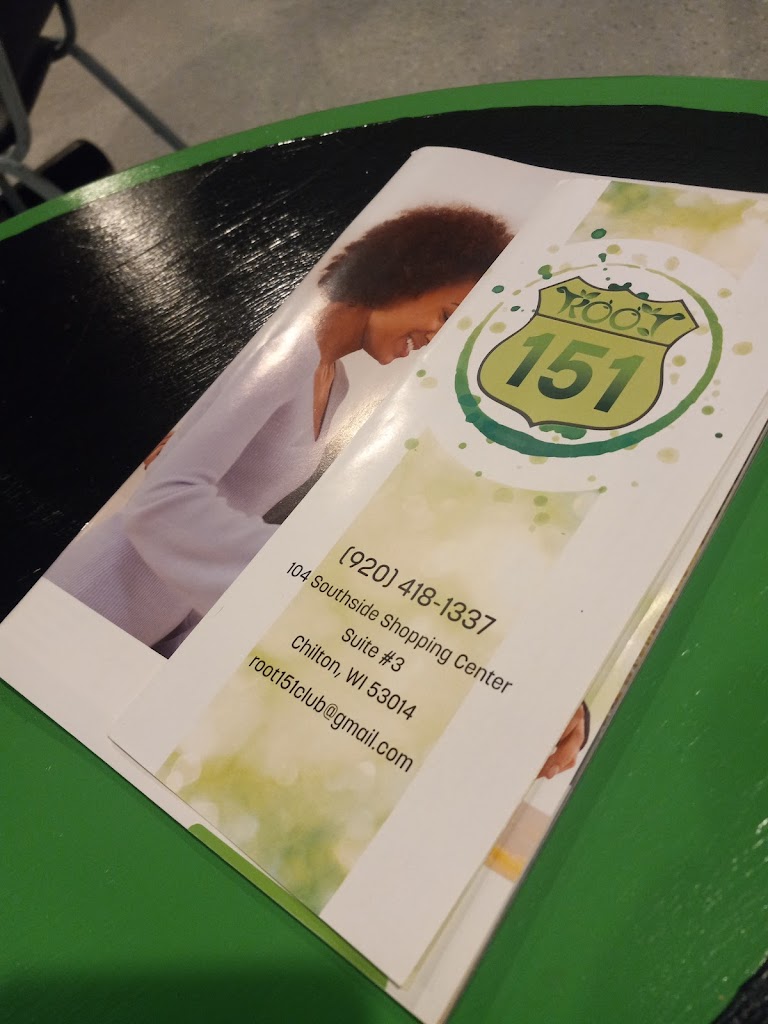 ROOT
151
(920) 418-1337
104 Southside Shopping Center
Suite #3
Chilton, WI 53014
root151club@gmail.com